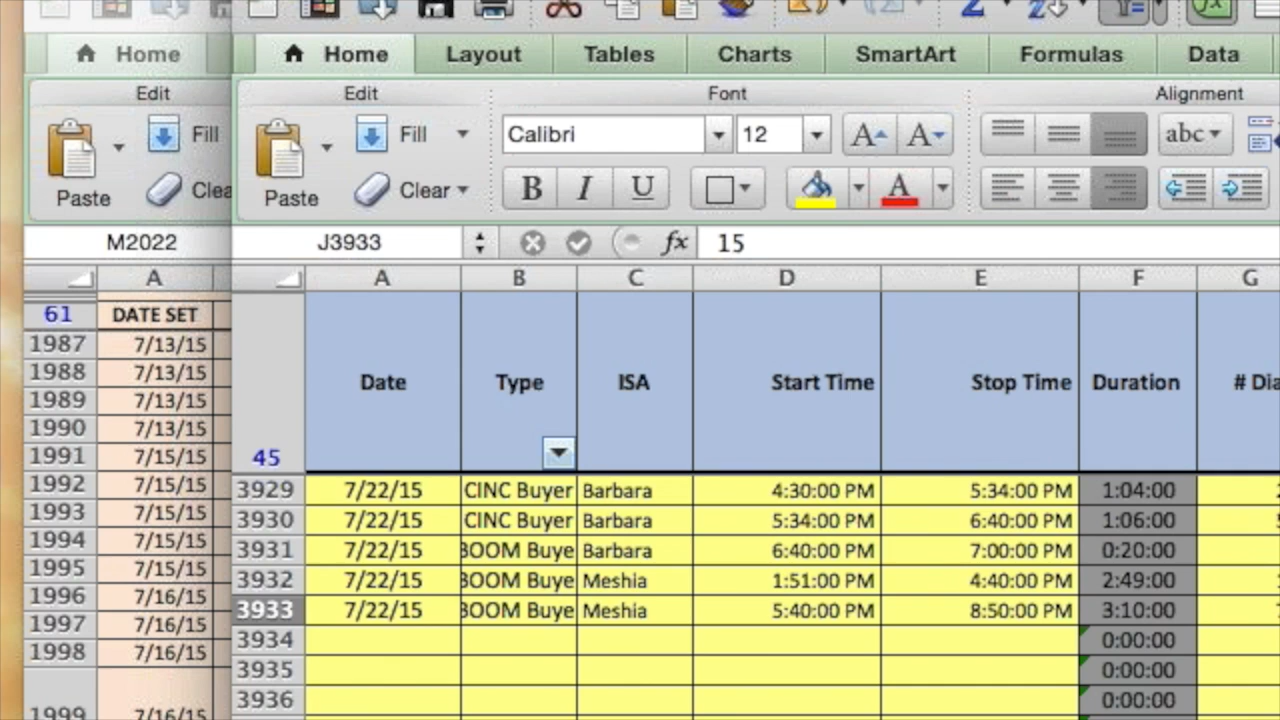 Home Home Layout Tables Charts SmartArt Formulas Data
Edit Edit Font Alignment
Fill Fill Calibri 12 A A abc
Paste Clea Paste Clear B I U A
M2022 J3933 fx 15
A A B C D E F G
61 DATE SET
45 Date Type ISA Start Time Stop Time Duration # Dia
1987 7/13/15
1988 7/13/15
1989 7/13/15
1990 7/13/15
1991 7/15/15
1992 7/15/15
1993 7/15/15
1994 7/15/15
1995 7/15/15
1996 7/16/15
1997 7/16/15
1998 7/16/15
1999 7/16/15
3929 7/22/15 CINC Buyer Barbara 4:30:00 PM 5:34:00 PM 1:04:00
3930 7/22/15 CINC Buyer Barbara 5:34:00 PM 6:40:00 PM 1:06:00
3931 7/22/15 BOOM Buye Barbara 6:40:00 PM 7:00:00 PM 0:20:00
3932 7/22/15 BOOM Buye Meshia 1:51:00 PM 4:40:00 PM 2:49:00
3933 7/22/15 BOOM Buye Meshia 5:40:00 PM 8:50:00 PM 3:10:00
3934 0:00:00
3935 0:00:00
3936 0:00:00